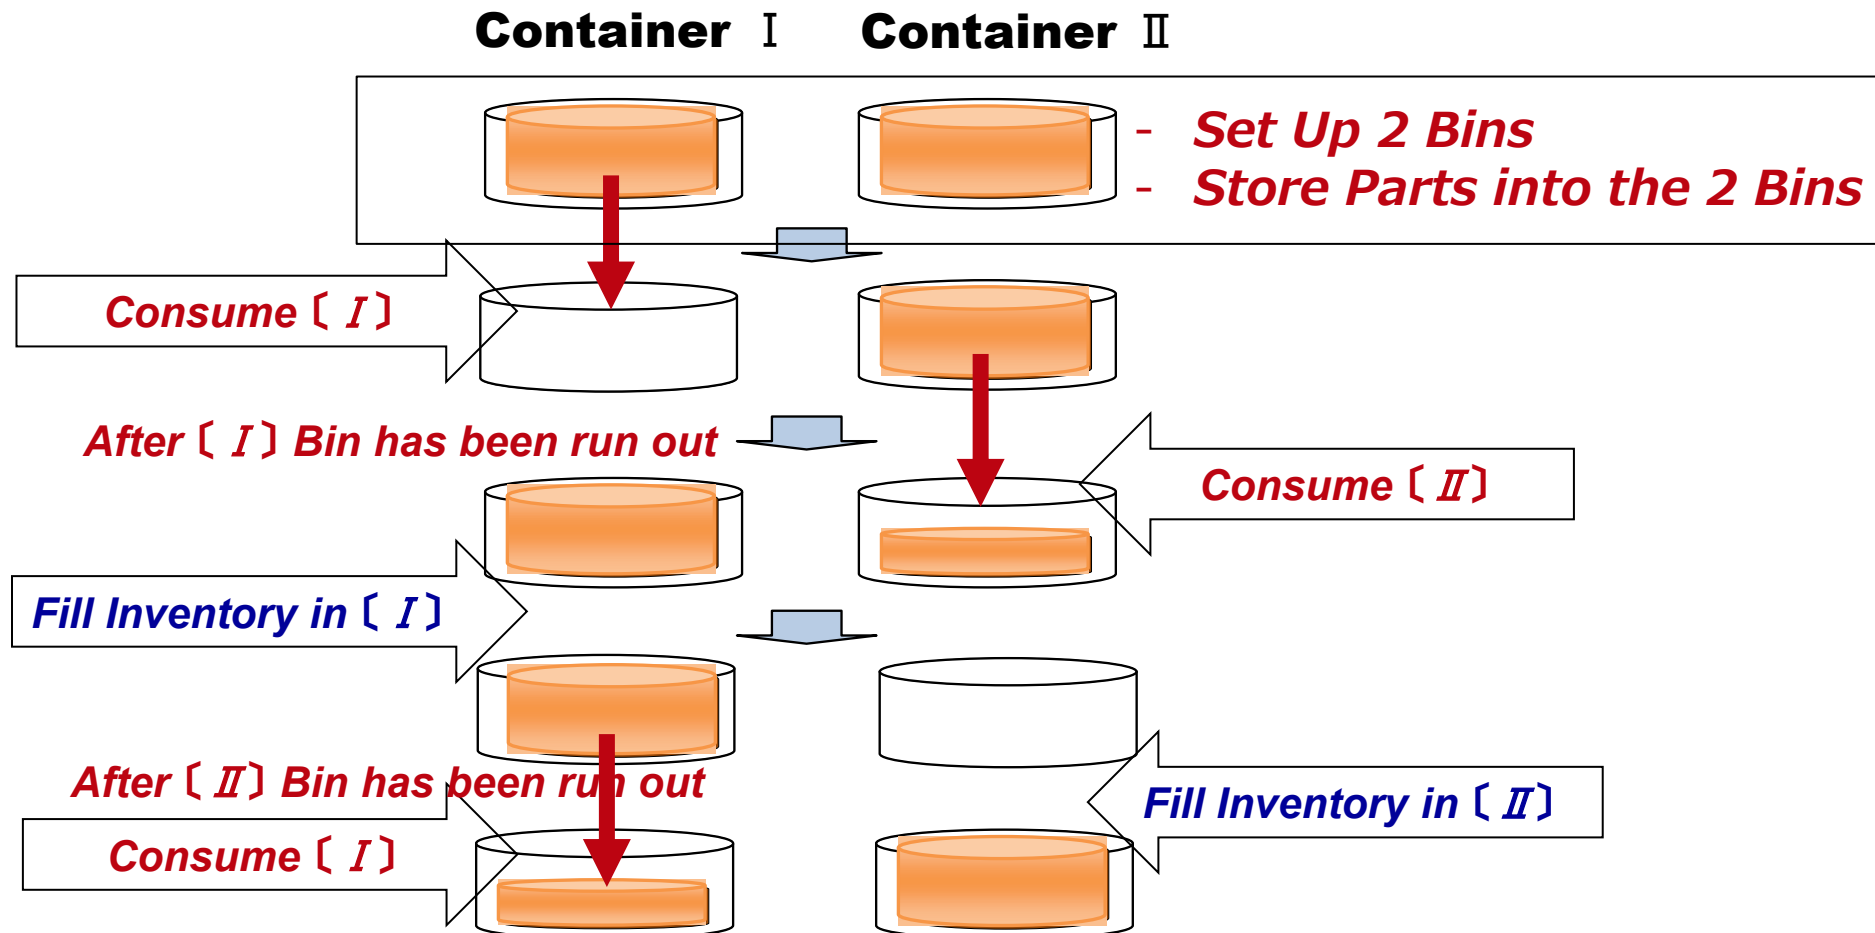 Container Ⅰ Container Ⅱ
- Set Up 2 Bins
- Store Parts into the 2 Bins
Consume〔 Ⅰ 〕
After〔 Ⅰ 〕Bin has been run out
Consume〔 Ⅱ 〕
Fill Inventory in〔 Ⅰ 〕
After〔 Ⅱ 〕Bin has been run out
Fill Inventory in〔 Ⅱ 〕
Consume〔 Ⅰ 〕